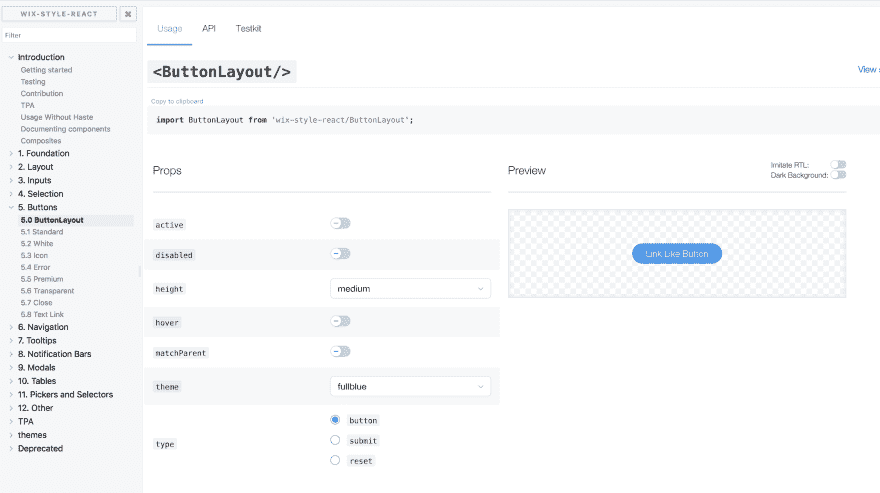 WIX-STYLE-REACT
⌘
Filter
Introduction
Getting started
Testing
Contribution
TPA
Usage Without Haste
Documenting components
Composites
1. Foundation
2. Layout
3. Inputs
4. Selection
5. Buttons
5.0 ButtonLayout
5.1 Standard
5.2 White
5.3 Icon
5.4 Error
5.5 Premium
5.6 Transparent
5.7 Close
5.8 Text Link
6. Navigation
7. Tooltips
8. Notification Bars
9. Modals
10. Tables
11. Pickers and Selectors
12. Other
TPA
themes
Deprecated
Usage API Testkit
<ButtonLayout/>
View
Copy to clipboard
import ButtonLayout from 'wix-style-react/ButtonLayout';
Props
active
disabled
height medium
hover
matchParent
theme fullblue
type
button
submit
reset
Preview
Imitate RTL:
Dark Background:
Link Like Button